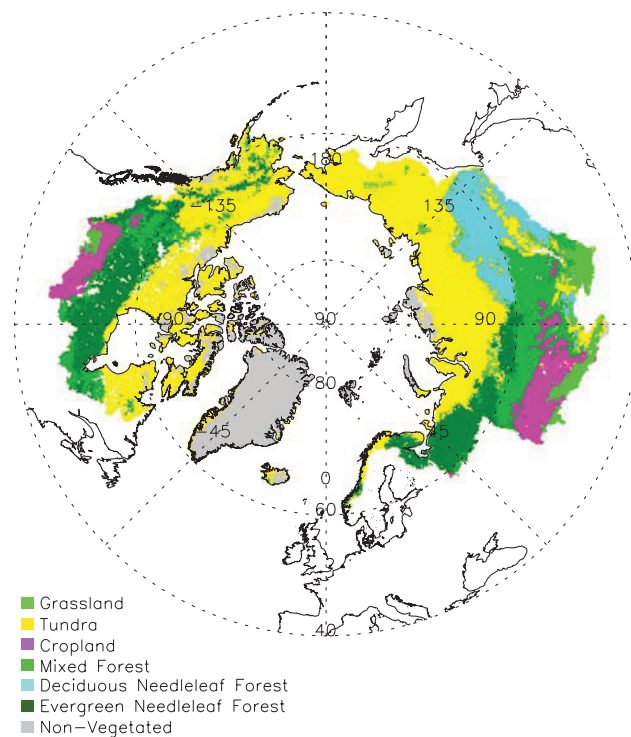 180
-135
135
-90
90
90
80
-45
45
0
60
40
Grassland
Tundra
Cropland
Mixed Forest
Deciduous Needleleaf Forest
Evergreen Needleleaf Forest
Non-Vegetated